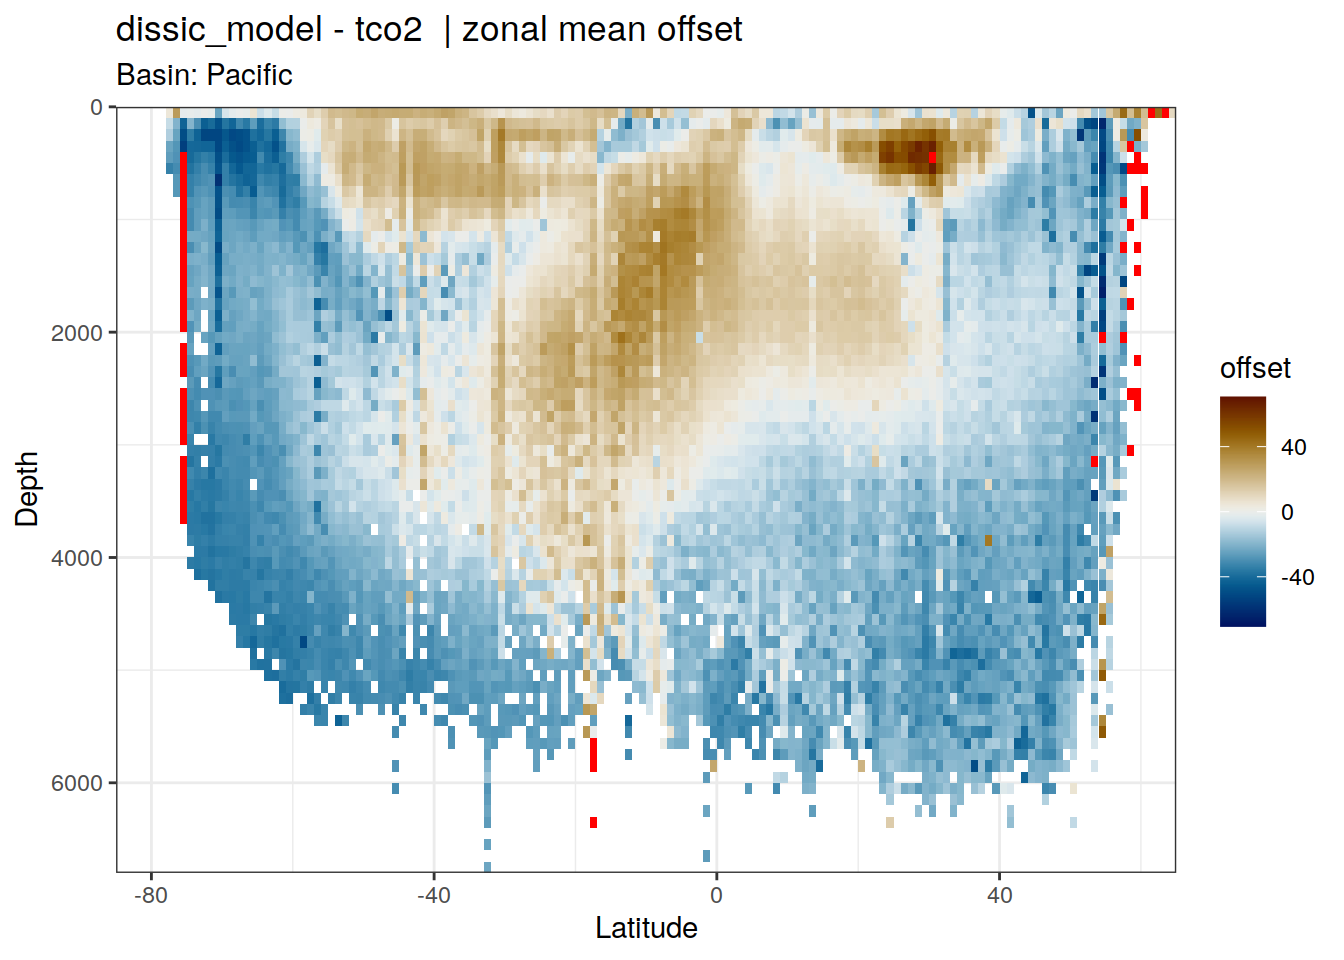 dissic_model - tco2 | zonal mean offset
Basin: Pacific
0
2000
4000
6000
Depth
-80
-40
0
40
Latitude
offset
40
0
-40